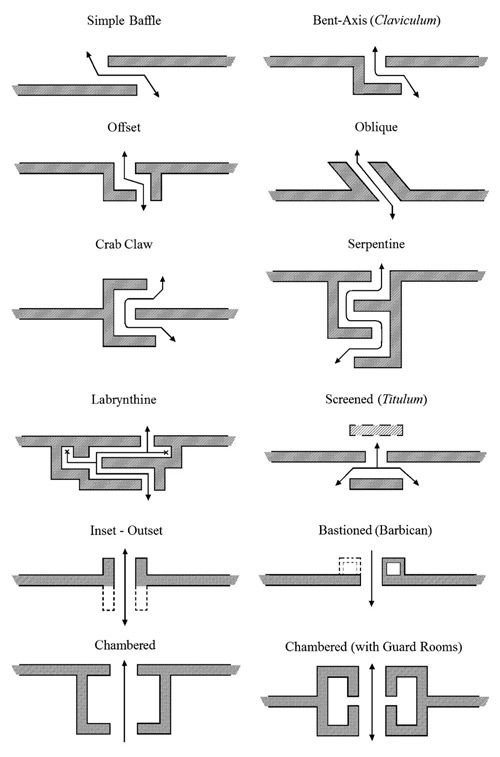 Simple Baffle
Bent-Axis (Claviculum)
Offset
Oblique
Crab Claw
Serpentine
Labrynthine
Screened (Titulum)
Inset - Outset
Bastioned (Barbican)
Chambered
Chambered (with Guard Rooms)